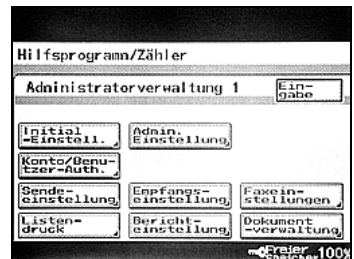 Hilfsprogramm/Zähler
Administratorverwaltung 1
Ein-
gabe
Initial
-Einstell.
Admin.
Einstellung
Konto/Benu-
tzer-Auth.
Sende-
einstellung
Empfangs-
einstellung
Faxein-
stellungen
Listen-
druck
Bericht-
einstellung
Dokument
-verwaltung
Freier
Speicher 100%